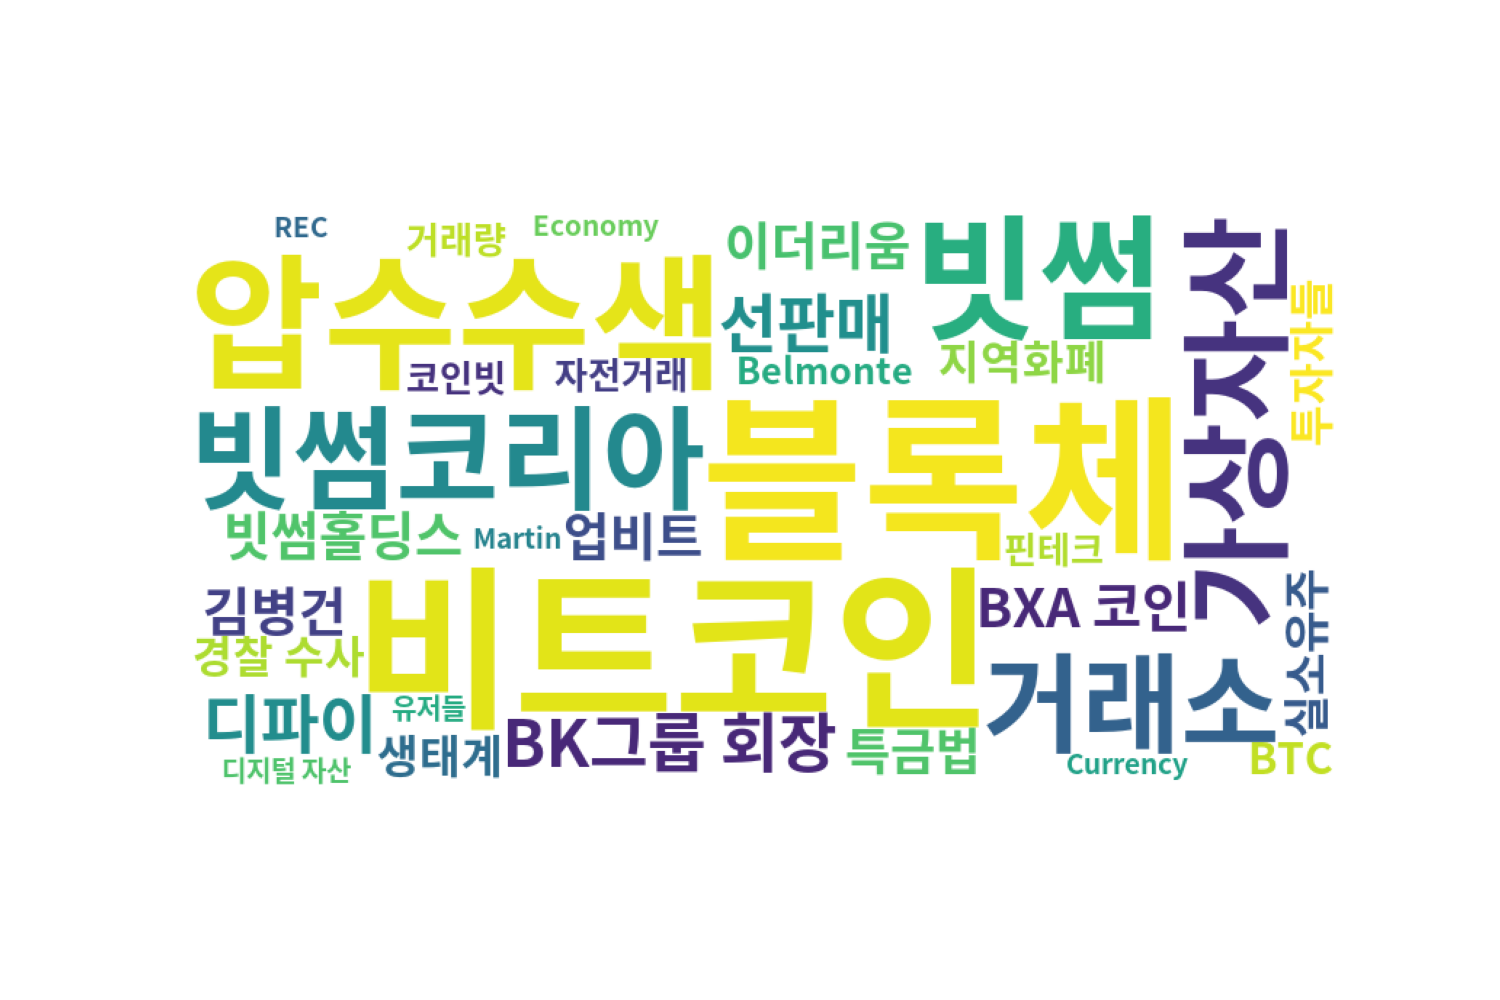 REC
거래량
Economy
이더리움
빗썸
가상자산
압수수색
선판매
투자자들
코인빗
자전거래
Belmonte
지역화폐
빗썸코리아
블록체
빗썸홀딩스
Martin
업비트
핀테크
김병건
비트코인
BXA 코인
실소유주
경찰 수사
거래소
디파이
유저들
BK그룹 회장
특금법
생태계
디지털 자산
Currency
BTC